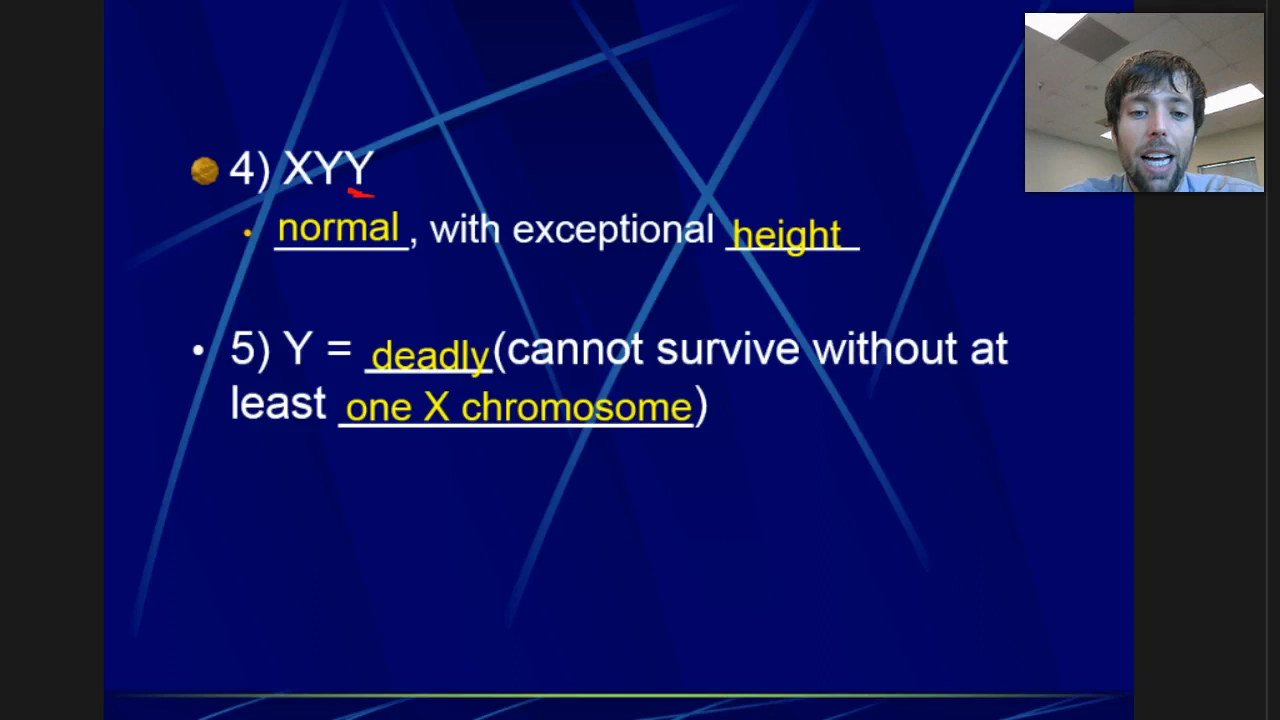 4) XYY
• normal, with exceptional height
• 5) Y = deadly(cannot survive without at
least one X chromosome)